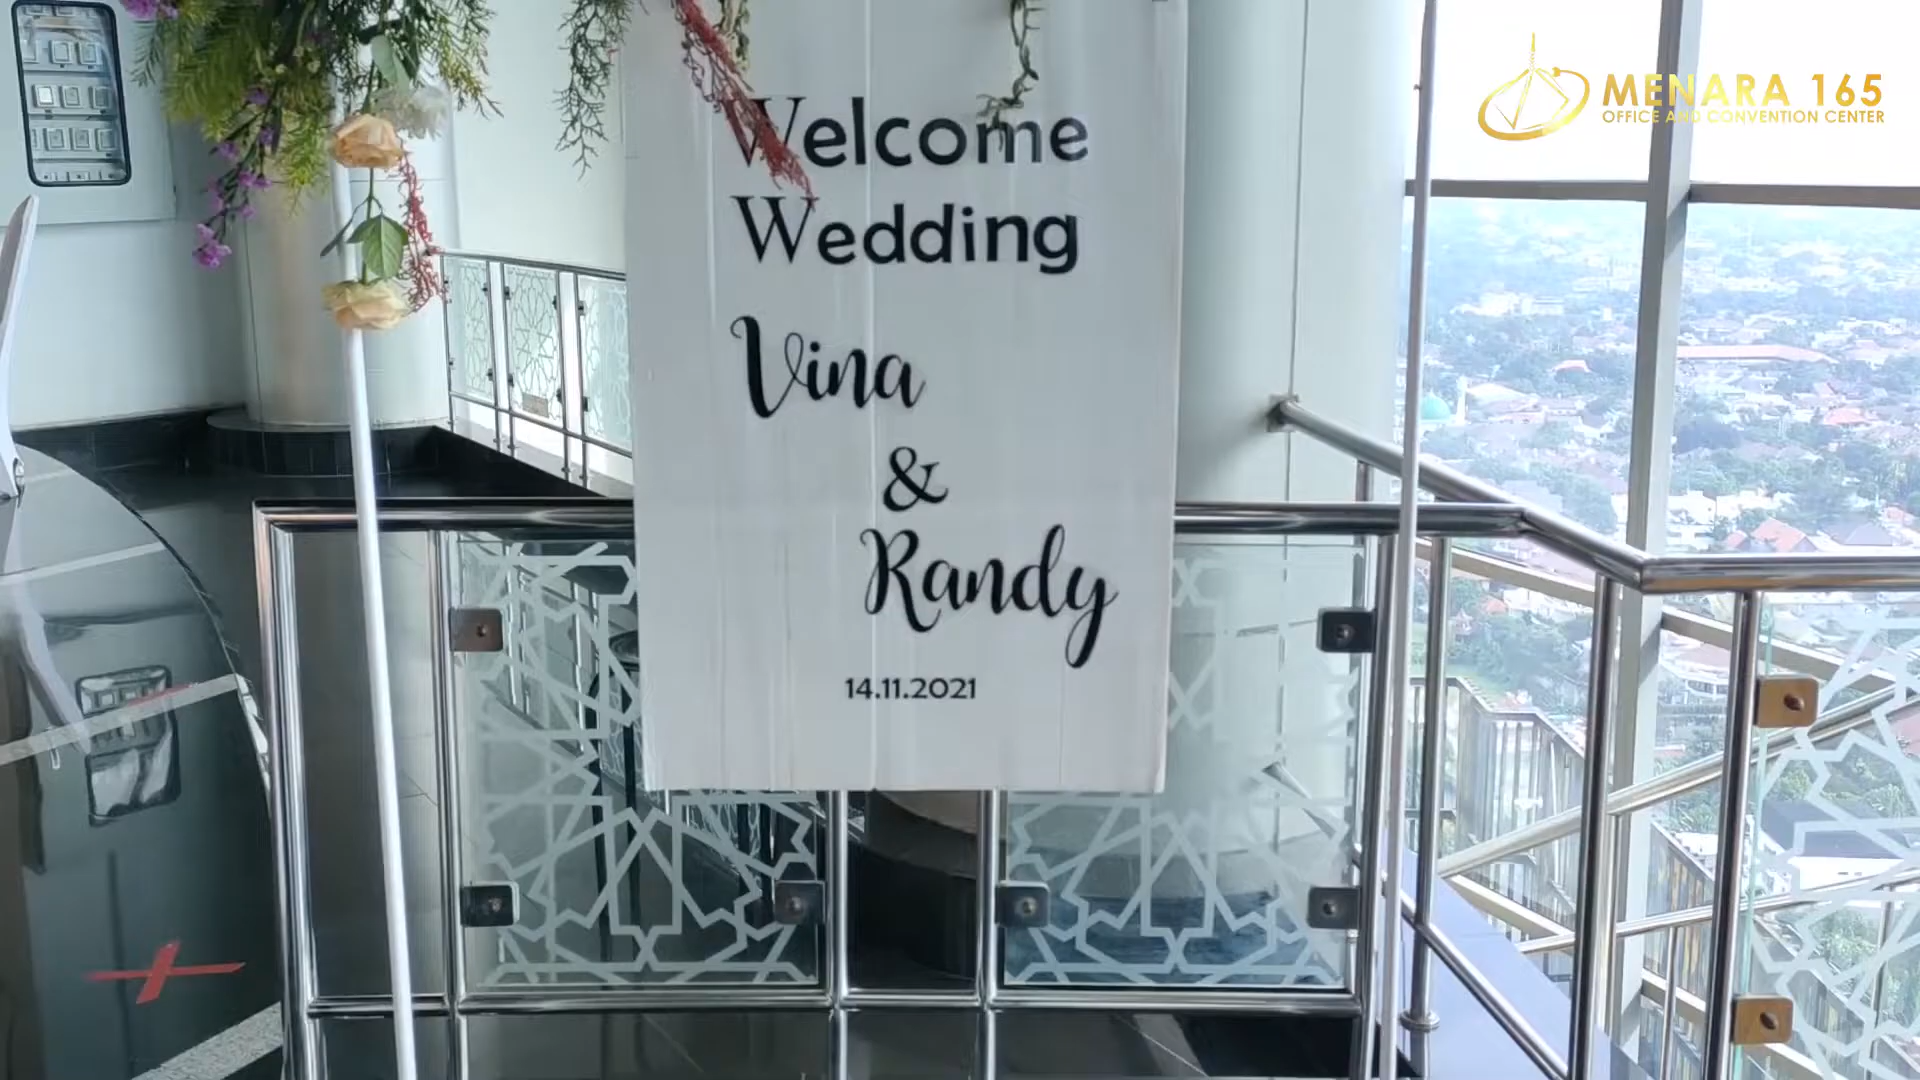 Welcome
Wedding
Vina
&
Randy
14.11.2021
MENARA 165
OFFICE AND CONVENTION CENTER